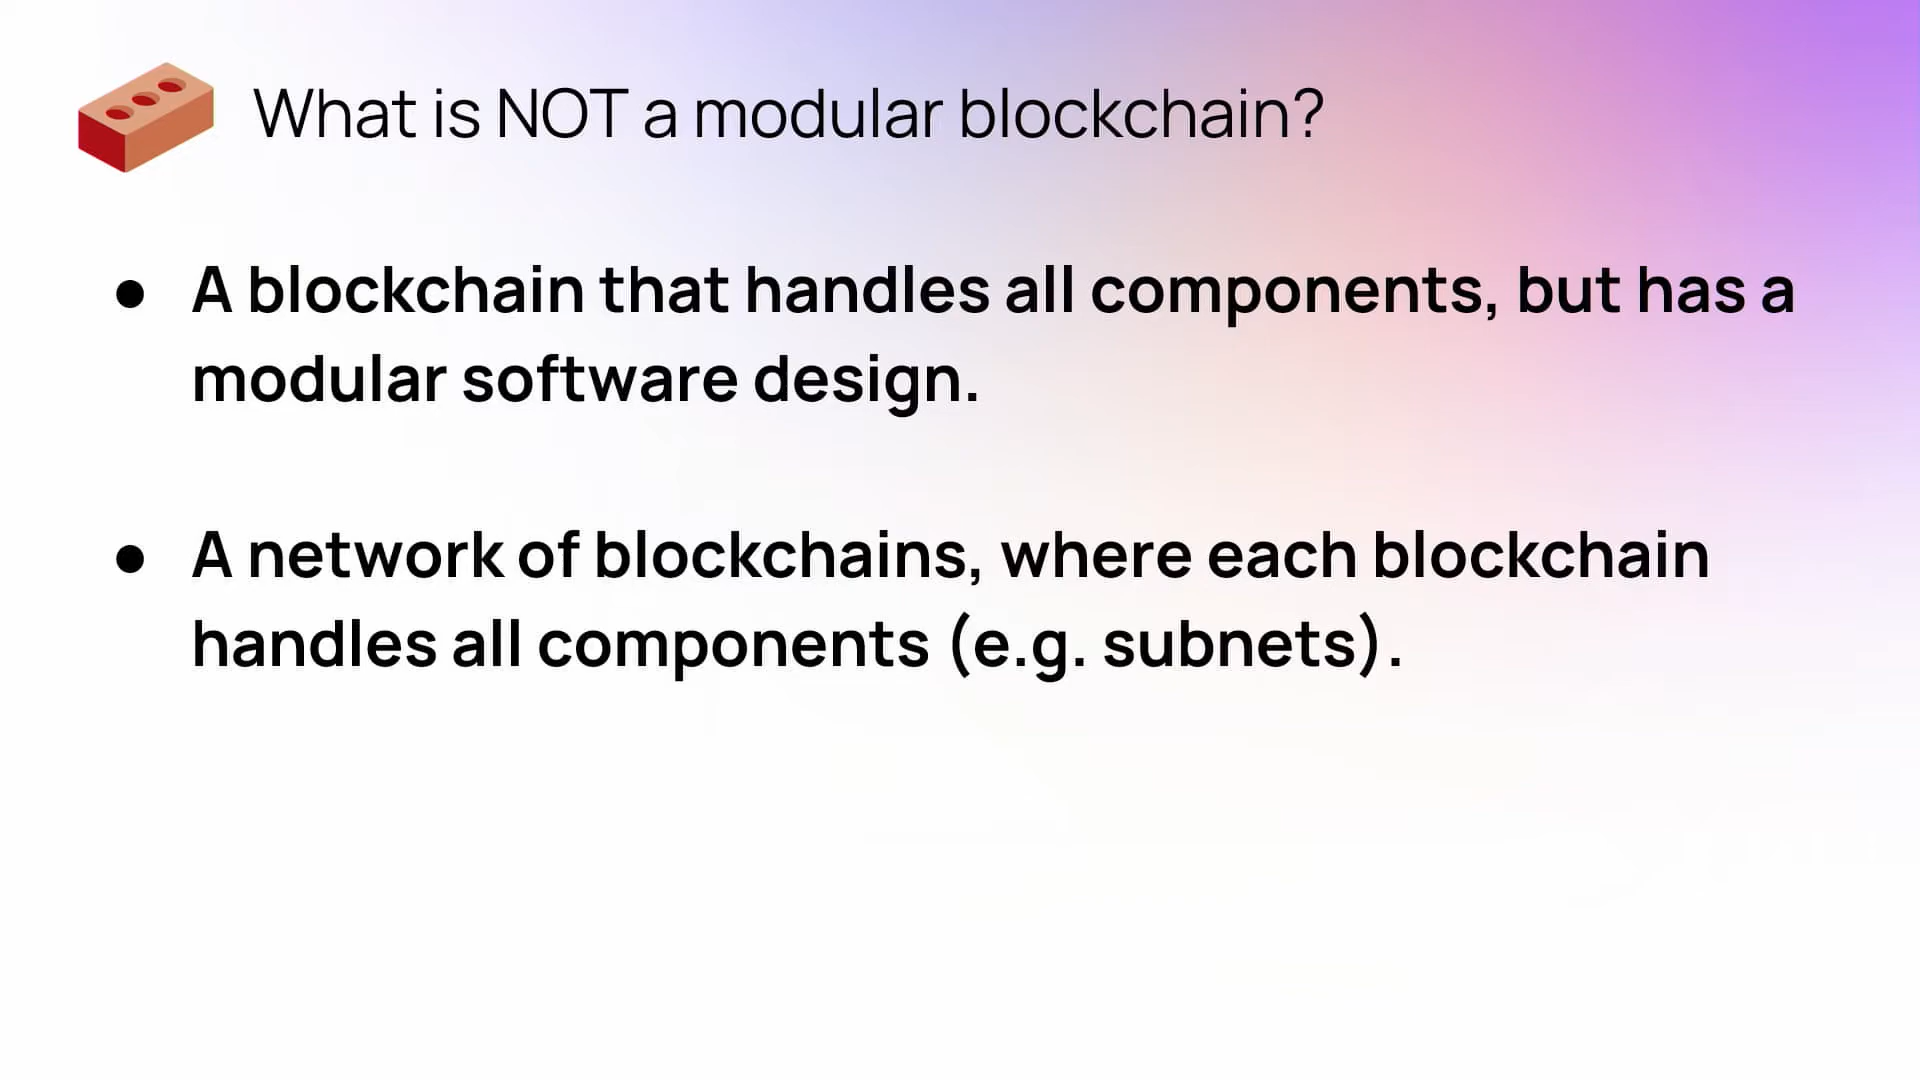 What is NOT a modular blockchain?
● A blockchain that handles all components, but has a
modular software design.
● A network of blockchains, where each blockchain
handles all components (e.g. subnets).